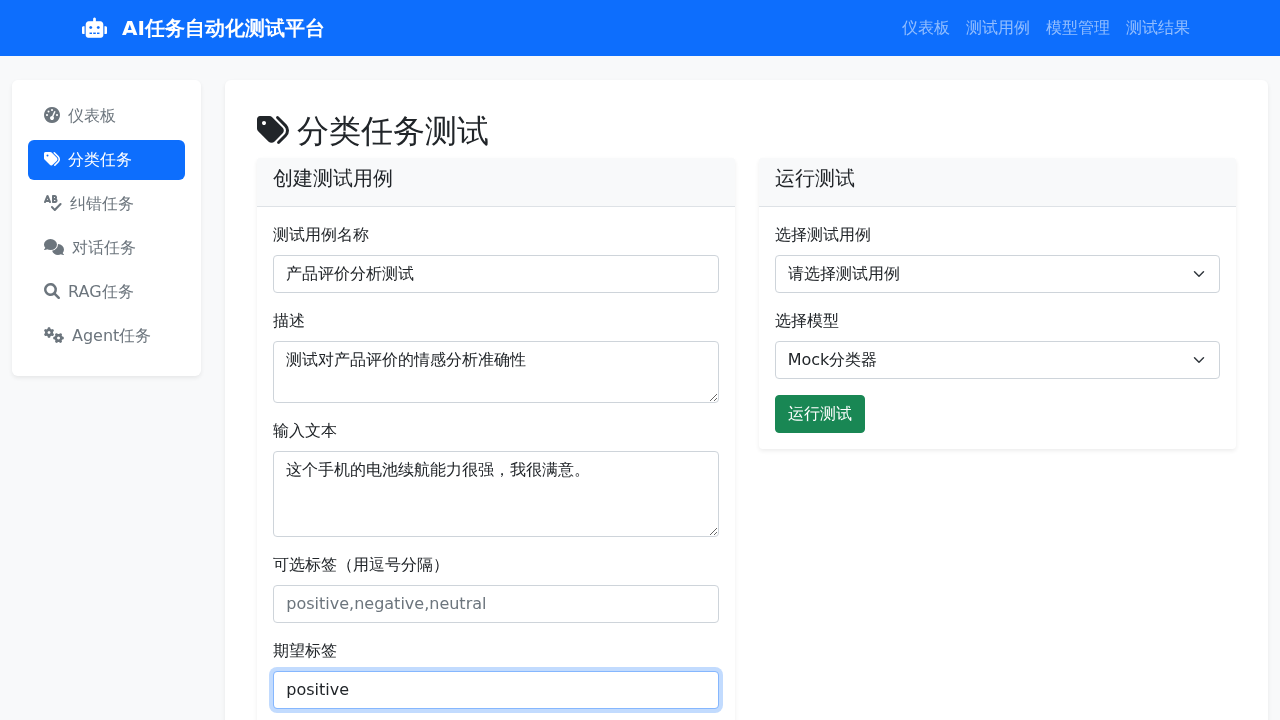 AI任务自动化测试平台
仪表板
测试用例
模型管理
测试结果
仪表板
分类任务
纠错任务
对话任务
RAG任务
Agent任务
分类任务测试
创建测试用例
测试用例名称
产品评价分析测试
描述
测试对产品评价的情感分析准确性
输入文本
这个手机的电池续航能力很强，我很满意。
可选标签（用逗号分隔）
positive,negative,neutral
期望标签
positive
运行测试
选择测试用例
请选择测试用例
选择模型
Mock分类器
运行测试